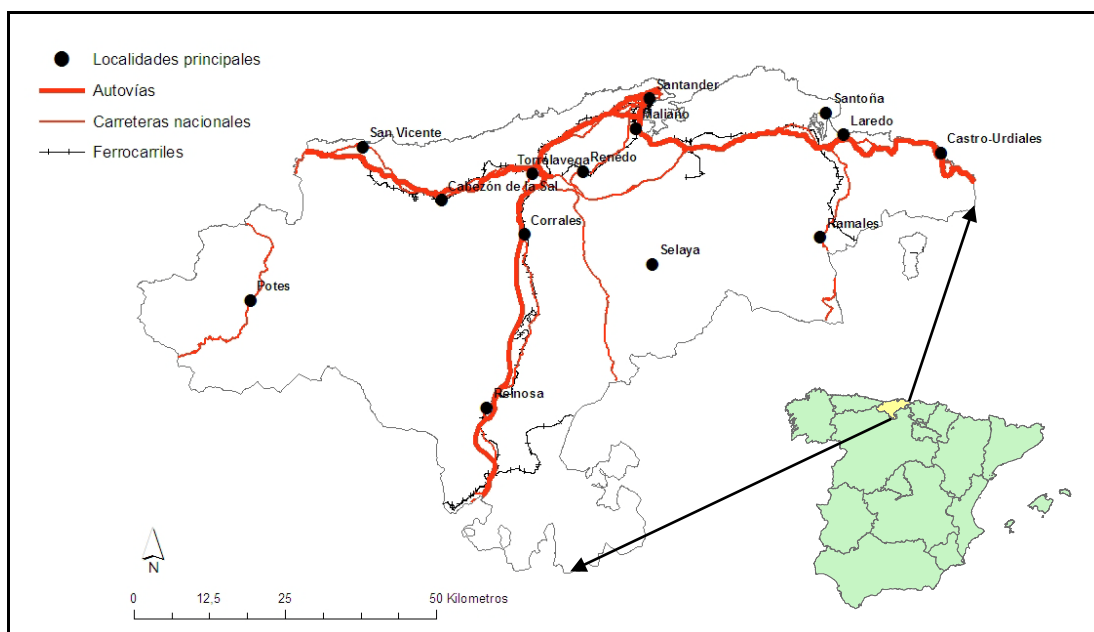 Localidades principales
Autovías
Carreteras nacionales
Ferrocarriles
Santander
Santoña
Maliaño
Laredo
San Vicente
Castro-Urdiales
Torrelavega
Renedo
Cabezón de la Sal
Corrales
Ramales
Selaya
Potes
Reinosa
N
0 12,5 25 50 Kilometros